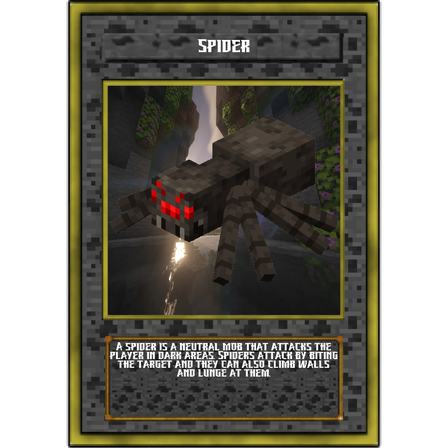 SPIDER
A SPIDER IS A NEUTRAL MOB THAT ATTACKS THE
PLAYER IN DARK AREAS. SPIDERS ATTACK BY BITING
THE TARGET AND THEY CAN ALSO CLIMB WALLS
AND LUNGE AT THEM.